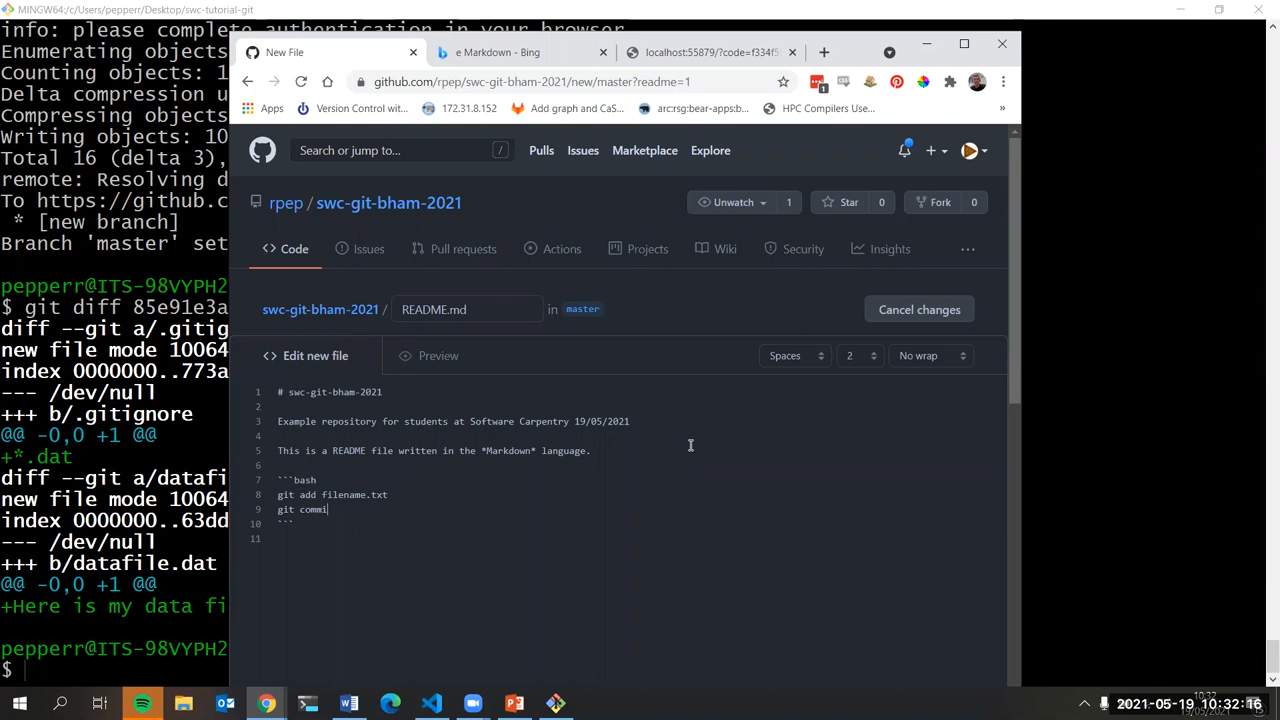 MINGW64:/c/Users/pepperr/Desktop/swc-tutorial-git
info: please complete authentication in your browser
Enumerating objects
Counting objects: 1
Delta compression u
Compressing objects
Writing objects: 10
Total 16 (delta 3),
remote: Resolving d
To https://github.c
* [new branch]
Branch 'master' set
pepperr@ITS-98VYPH2
$ git diff 85e91e3a
diff --git a/.gitig
new file mode 10064
index 0000000..773a
--- /dev/null
+++ b/.gitignore
@@ -0,0 +1 @@
+*.dat
diff --git a/datafi
new file mode 10064
index 0000000..63dd
--- /dev/null
+++ b/datafile.dat
@@ -0,0 +1 @@
+Here is my data fi
pepperr@ITS-98VYPH2
$
New File
e Markdown - Bing
localhost:55879/?code=f334f5
github.com/rpep/swc-git-bham-2021/new/master?readme=1
1
Apps
Version Control wit...
172.31.8.152
Add graph and CaS...
arc:rsg:bear-apps:b...
HPC Compilers Use...
»
Search or jump to...
/
Pulls
Issues
Marketplace
Explore
rpep / swc-git-bham-2021
Unwatch 1
Star 0
Fork 0
Code
Issues
Pull requests
Actions
Projects
Wiki
Security
Insights
swc-git-bham-2021 / README.md in master
Cancel changes
<> Edit new file
Preview
Spaces
2
No wrap
1 # swc-git-bham-2021
2
3 Example repository for students at Software Carpentry 19/05/2021
4
5 This is a README file written in the *Markdown* language.
6
7 ```bash
8 git add filename.txt
9 git commi
10 ```
11
10:32
2021-05-19 10:32:16
19/05/2021